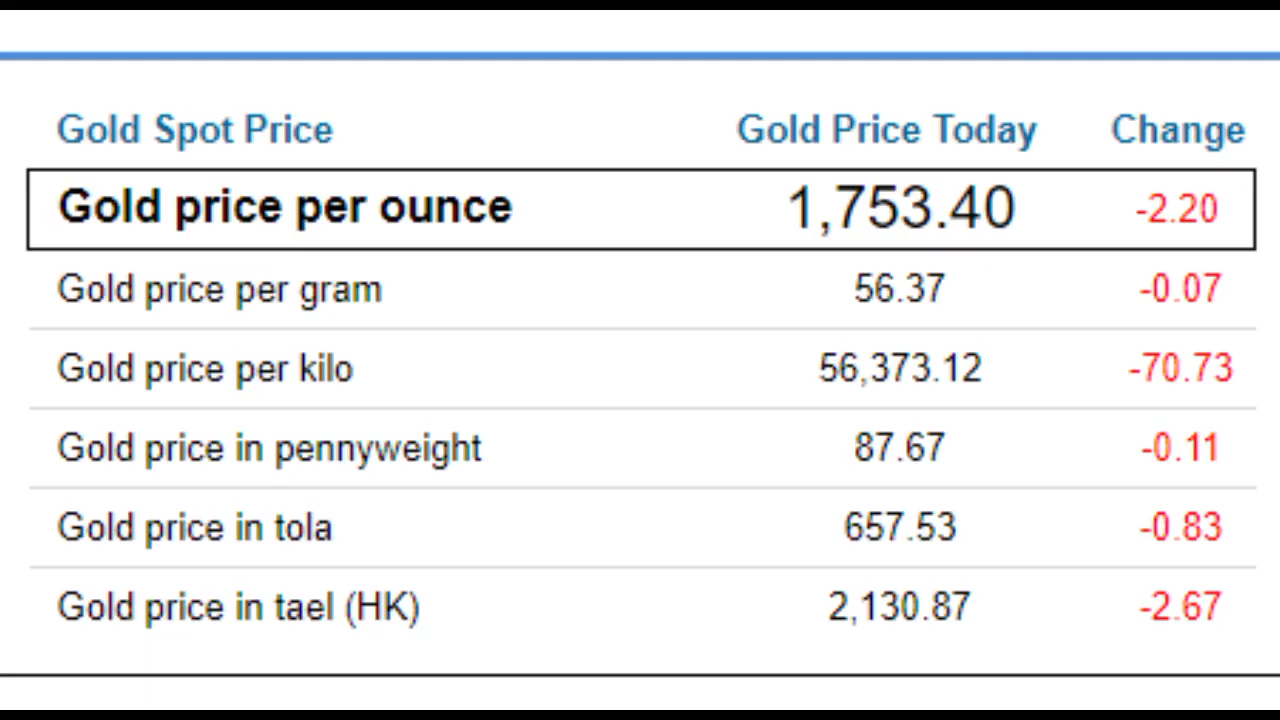 Gold Spot Price Gold Price Today Change
Gold price per ounce 1,753.40 -2.20
Gold price per gram 56.37 -0.07
Gold price per kilo 56,373.12 -70.73
Gold price in pennyweight 87.67 -0.11
Gold price in tola 657.53 -0.83
Gold price in tael (HK) 2,130.87 -2.67